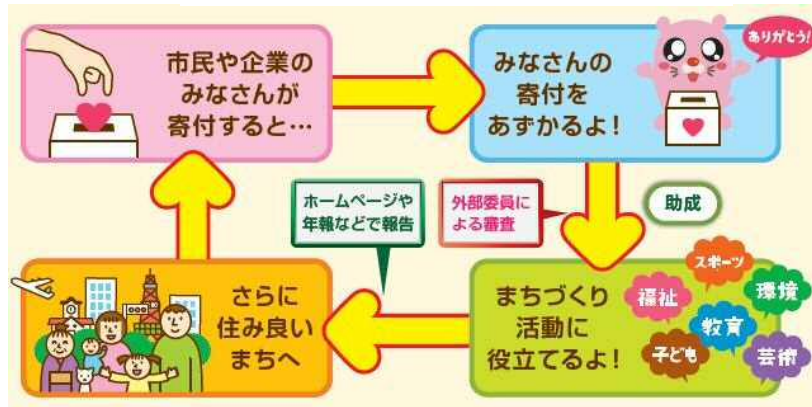 市民や企業の
みなさんが
寄付すると…
みなさんの
寄付を
あずかるよ!
ありがとう!
ホームページや
年報などで報告
外部委員に
よる審査
助成
さらに
住み良い
まちへ
まちづくり
活動に
役立てるよ!
スポーツ
福祉
環境
教育
子ども
芸術